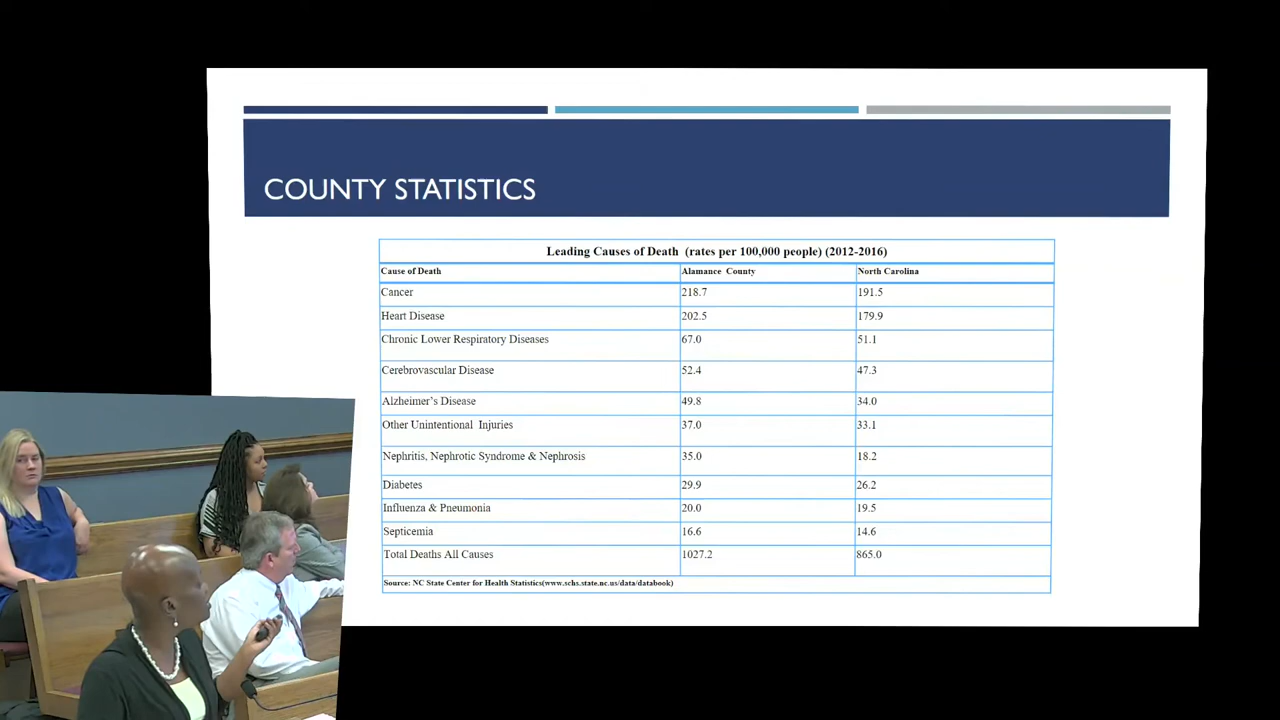 COUNTY STATISTICS
Leading Causes of Death (rates per 100,000 people) (2012-2016)
Cause of Death Alamance County North Carolina
Cancer 218.7 191.5
Heart Disease 202.5 179.9
Chronic Lower Respiratory Diseases 67.0 51.1
Cerebrovascular Disease 52.4 47.3
Alzheimer's Disease 49.8 34.0
Other Unintentional Injuries 37.0 33.1
Nephritis, Nephrotic Syndrome & Nephrosis 35.0 18.2
Diabetes 29.9 26.2
Influenza & Pneumonia 20.0 19.5
Septicemia 16.6 14.6
Total Deaths All Causes 1027.2 865.0
Source: NC State Center for Health Statistics(www.schs.state.nc.us/data/databook)